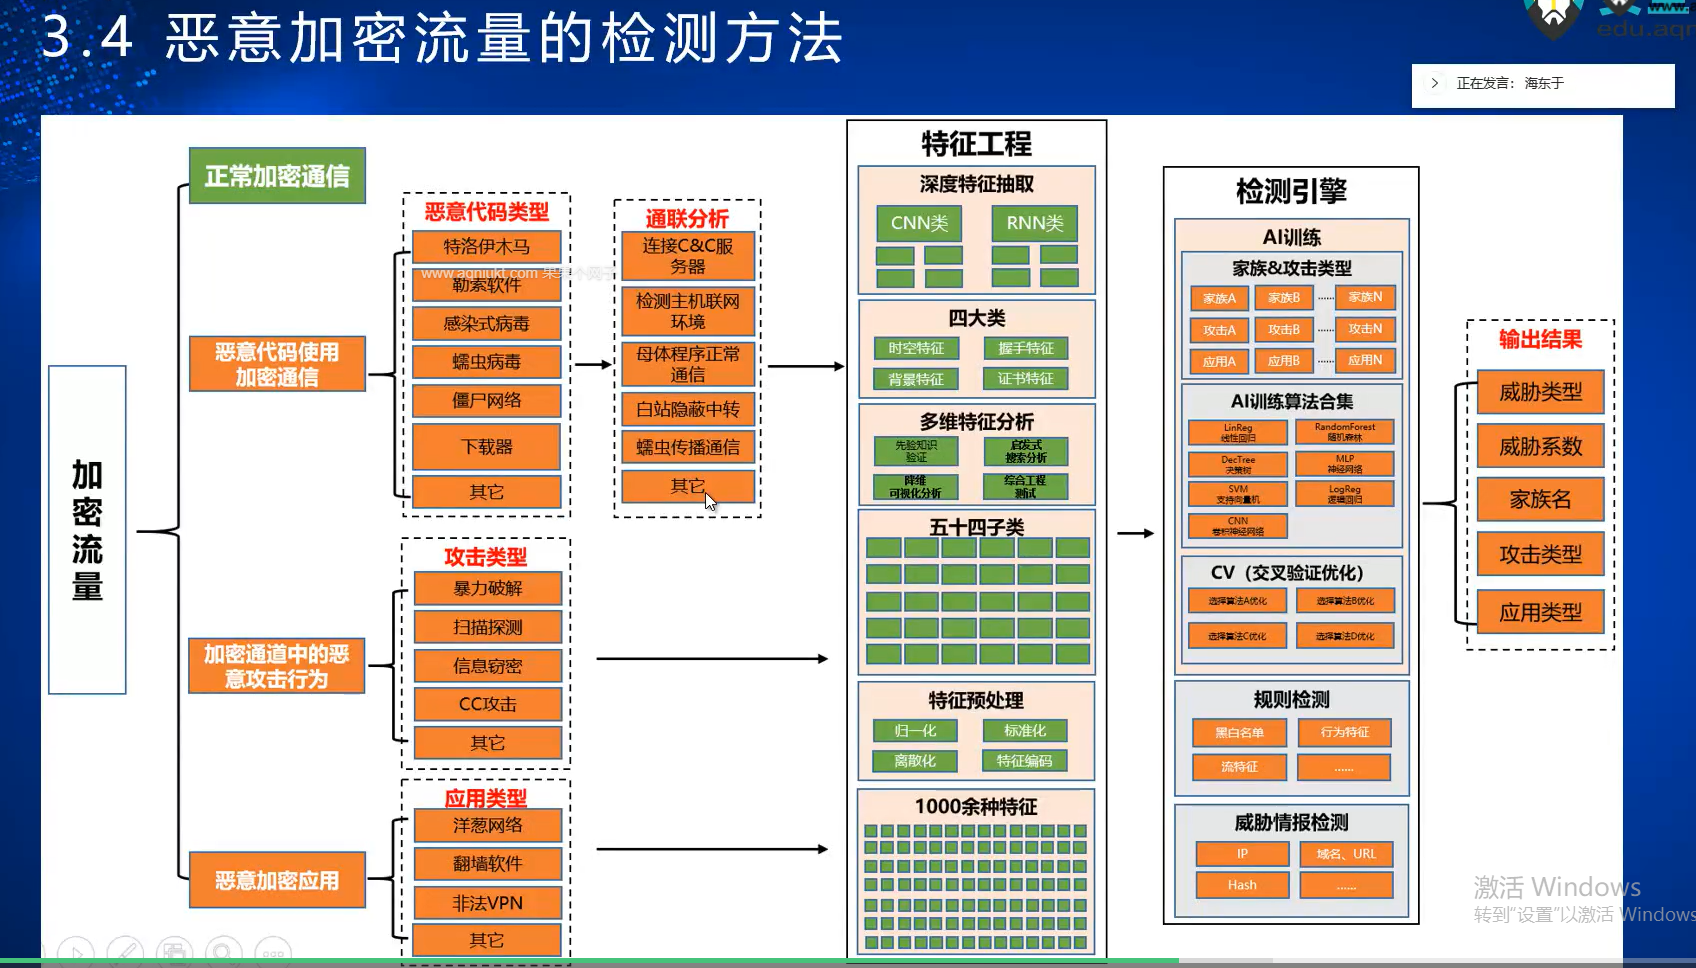 3.4 恶意加密流量的检测方法
www.
edu.aqn
正在发言： 海东于
加密流量
正常加密通信
恶意代码使用
加密通信
加密通道中的恶
意攻击行为
恶意加密应用
恶意代码类型
特洛伊木马
www.aqniukt.com
勒索软件
感染式病毒
蠕虫病毒
僵尸网络
下载器
其它
攻击类型
暴力破解
扫描探测
信息窃密
CC攻击
其它
应用类型
洋葱网络
翻墙软件
非法VPN
其它
通联分析
连接C&C服
务器
检测主机联网
环境
母体程序正常
通信
白站隐蔽中转
蠕虫传播通信
其它
特征工程
深度特征抽取
CNN类 RNN类
四大类
时空特征 握手特征
背景特征 证书特征
多维特征分析
先验知识
验证
启发式
搜索分析
降维
可视化分析
综合工程
测试
五十四子类
特征预处理
归一化 标准化
离散化 特征编码
1000余种特征
检测引擎
AI训练
家族&攻击类型
家族A 家族B ...... 家族N
攻击A 攻击B ...... 攻击N
应用A 应用B ...... 应用N
AI训练算法合集
LinReg
线性回归
RandomForest
随机森林
DecTree
决策树
MLP
神经网络
SVM
支持向量机
LogReg
逻辑回归
CNN
卷积神经网络
CV（交叉验证优化）
选择算法A优化 选择算法B优化
选择算法C优化 选择算法D优化
规则检测
黑白名单 行为特征
流特征 ......
威胁情报检测
IP 域名、URL
Hash ......
输出结果
威胁类型
威胁系数
家族名
攻击类型
应用类型
激活 Windows
转到“设置”以激活 Windows